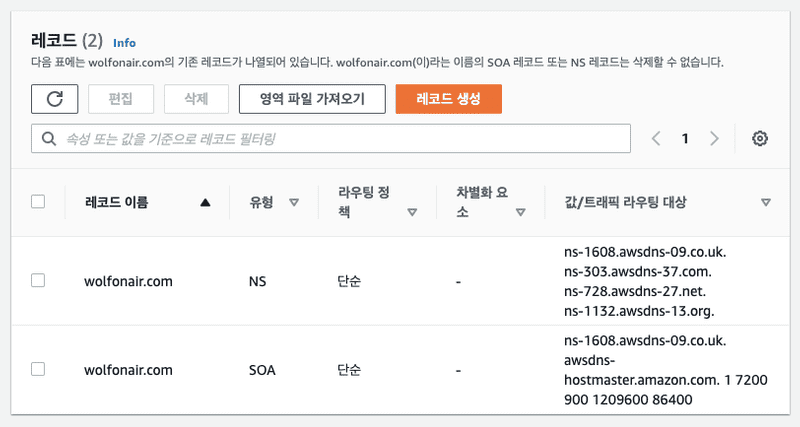 레코드 (2) Info
다음 표에는 wolfonair.com의 기존 레코드가 나열되어 있습니다. wolfonair.com(이)라는 이름의 SOA 레코드 또는 NS 레코드는 삭제할 수 없습니다.
편집 삭제 영역 파일 가져오기 레코드 생성
속성 또는 값을 기준으로 레코드 필터링 1
레코드 이름 유형 라우팅 정책 차별화 요소 값/트래픽 라우팅 대상
wolfonair.com NS 단순 - ns-1608.awsdns-09.co.uk.
ns-303.awsdns-37.com.
ns-728.awsdns-27.net.
ns-1132.awsdns-13.org.
wolfonair.com SOA 단순 - ns-1608.awsdns-09.co.uk.
awsdns-
hostmaster.amazon.com. 1 7200
900 1209600 86400